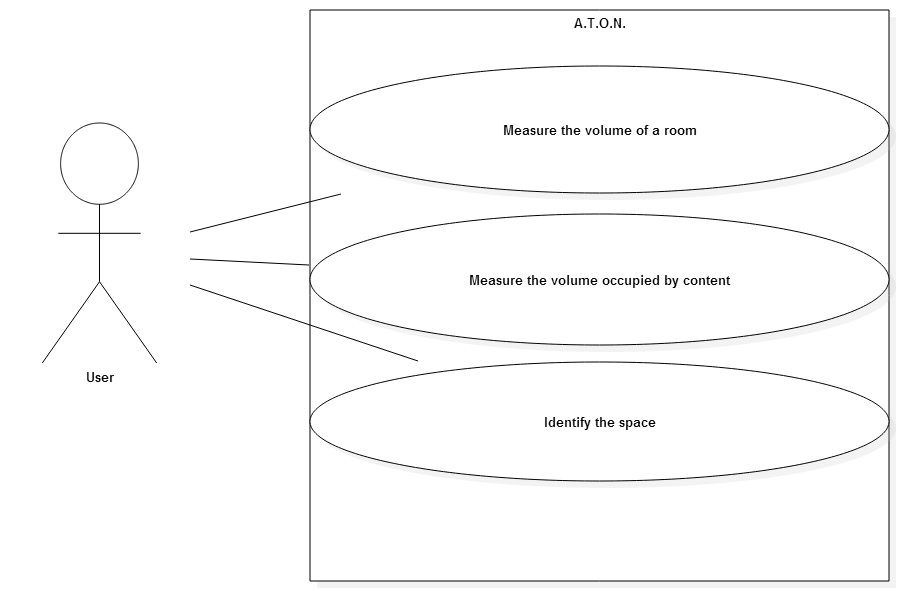 A.T.O.N.
Measure the volume of a room
Measure the volume occupied by content
Identify the space
User